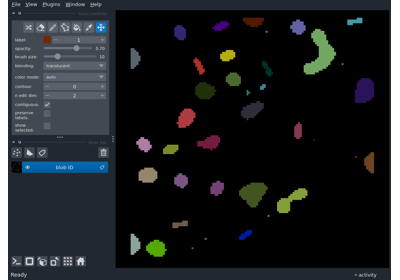 File View Plugins Window Help
label: 1
opacity: 0.70
brush size: 10
blending: translucent
color mode: auto
contour: 0
n edit dim: 2
contiguous:
preserve
labels:
show
selected:
blob ID
Ready
activity